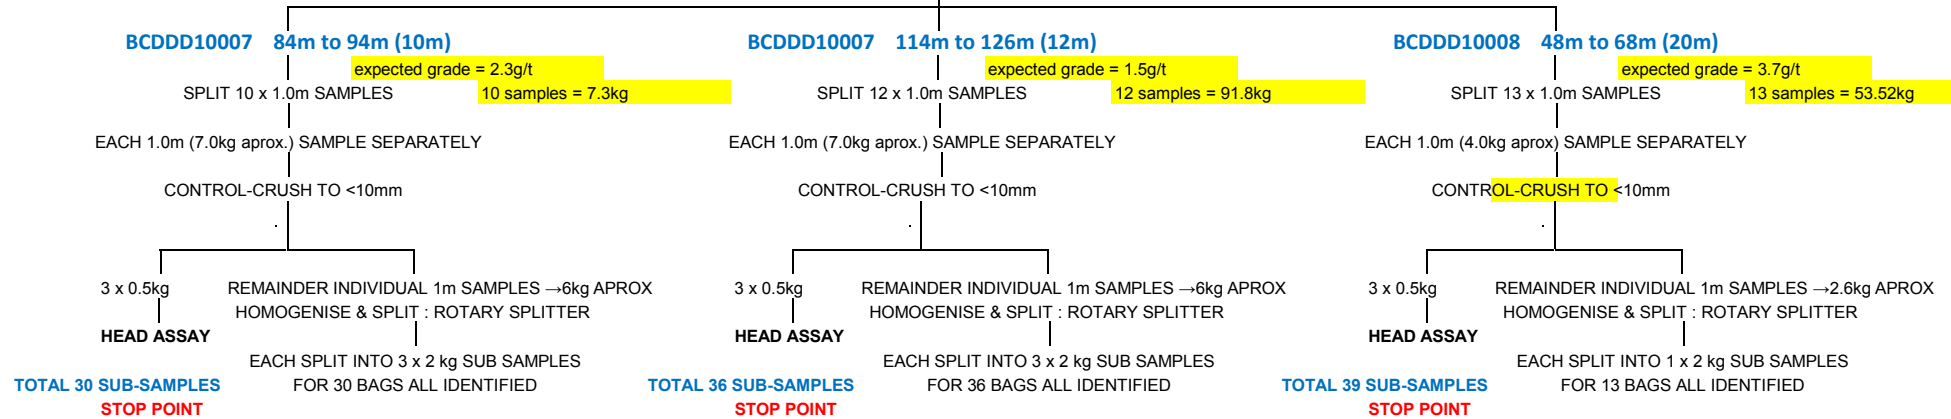 BCDDD10007 84m to 94m (10m)
expected grade = 2.3g/t
SPLIT 10 x 1.0m SAMPLES
10 samples = 7.3kg
EACH 1.0m (7.0kg aprox.) SAMPLE SEPARATELY
CONTROL-CRUSH TO <10mm
.
3 x 0.5kg
HEAD ASSAY
REMAINDER INDIVIDUAL 1m SAMPLES →6kg APROX
HOMOGENISE & SPLIT : ROTARY SPLITTER
EACH SPLIT INTO 3 x 2 kg SUB SAMPLES
FOR 30 BAGS ALL IDENTIFIED
TOTAL 30 SUB-SAMPLES
STOP POINT
BCDDD10007 114m to 126m (12m)
expected grade = 1.5g/t
SPLIT 12 x 1.0m SAMPLES
12 samples = 91.8kg
EACH 1.0m (7.0kg aprox.) SAMPLE SEPARATELY
CONTROL-CRUSH TO <10mm
.
3 x 0.5kg
HEAD ASSAY
REMAINDER INDIVIDUAL 1m SAMPLES →6kg APROX
HOMOGENISE & SPLIT : ROTARY SPLITTER
EACH SPLIT INTO 3 x 2 kg SUB SAMPLES
FOR 36 BAGS ALL IDENTIFIED
TOTAL 36 SUB-SAMPLES
STOP POINT
BCDDD10008 48m to 68m (20m)
expected grade = 3.7g/t
SPLIT 13 x 1.0m SAMPLES
13 samples = 53.52kg
EACH 1.0m (4.0kg aprox) SAMPLE SEPARATELY
CONTROL-CRUSH TO <10mm
.
3 x 0.5kg
HEAD ASSAY
REMAINDER INDIVIDUAL 1m SAMPLES →2.6kg APROX
HOMOGENISE & SPLIT : ROTARY SPLITTER
EACH SPLIT INTO 1 x 2 kg SUB SAMPLES
FOR 13 BAGS ALL IDENTIFIED
TOTAL 39 SUB-SAMPLES
STOP POINT